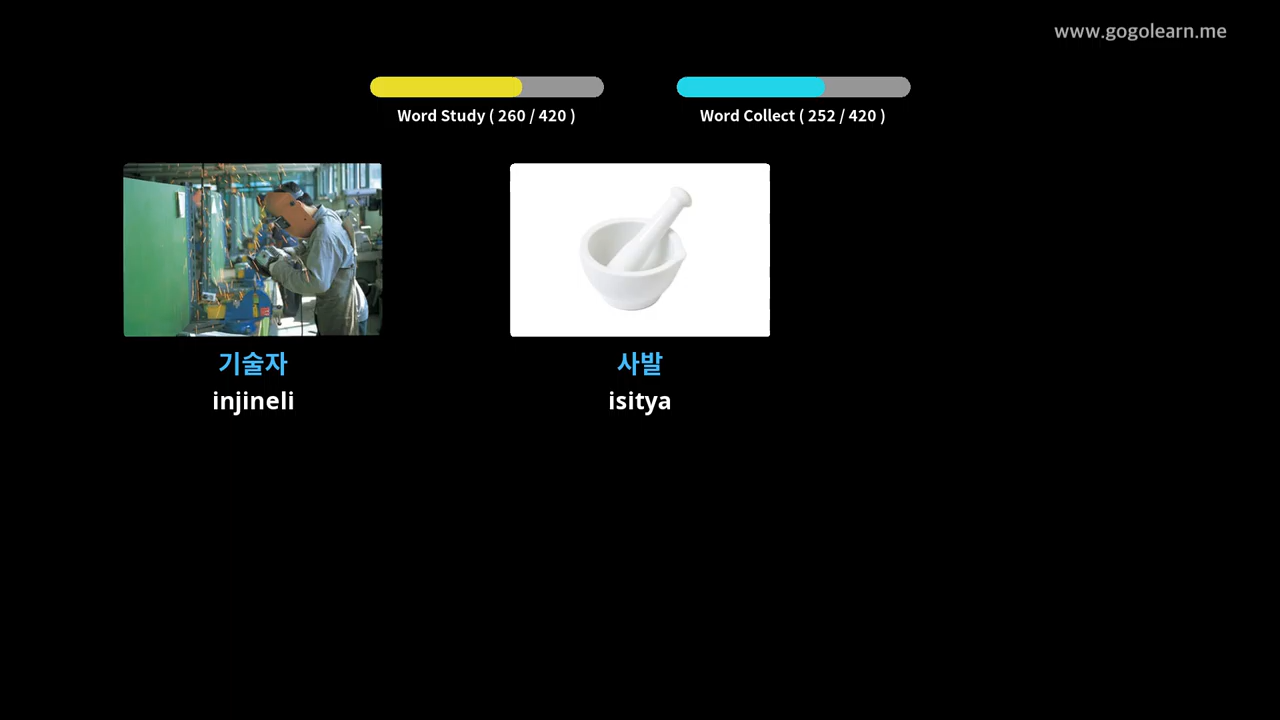 www.gogolearn.me
Word Study ( 260 / 420 )
Word Collect ( 252 / 420 )
기술자
injineli
사발
isitya